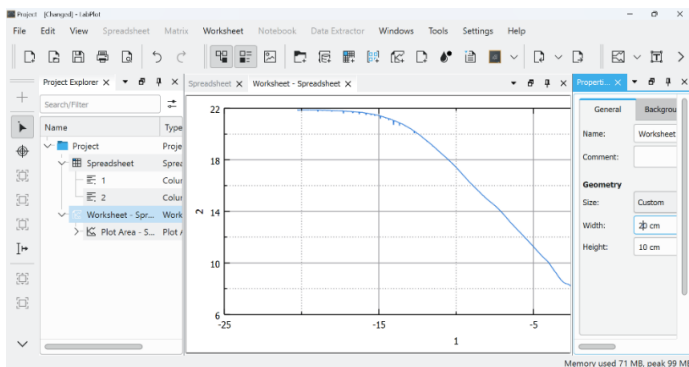 Project [Changed] - LabPlot
File Edit View Spreadsheet Matrix Worksheet Notebook Data Extractor Windows Tools Settings Help
Project Explorer
Spreadsheet Worksheet - Spreadsheet
Properti...
Search/Filter
Name Type
Project Proje
Spreadsheet Sprea
1 Colur
2 Colur
Worksheet - Spr... Work
Plot Area - S... Plot A
22
18
14
10
6
2
-25 -15 -5
1
General Backgrou
Name: Worksheet
Comment:
Geometry
Size: Custom
Width: 20 cm
Height: 10 cm
Memory used 71 MB, peak 99 MB